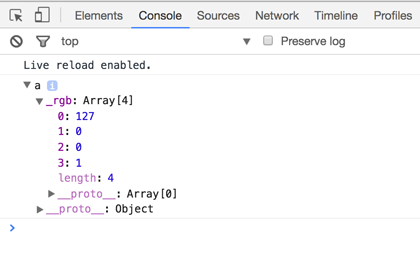 Elements Console Sources Network Timeline Profiles
top Preserve log
Live reload enabled.
a i
_rgb: Array[4]
0: 127
1: 0
2: 0
3: 1
length: 4
__proto__: Array[0]
__proto__: Object